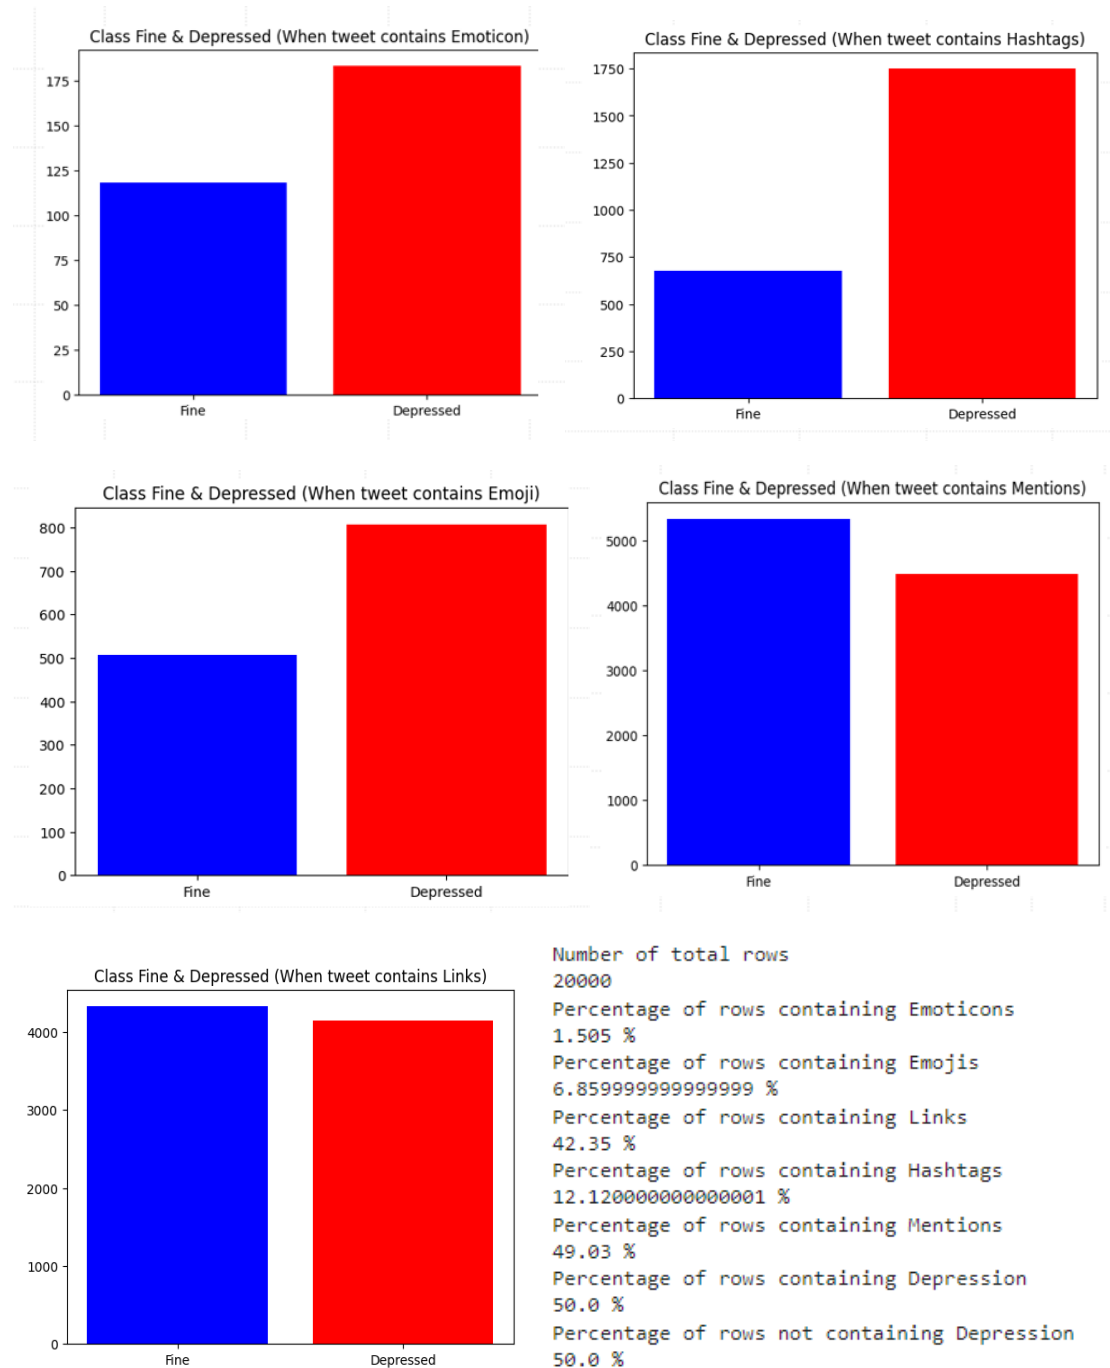 Class Fine & Depressed (When tweet contains Emoticon)
175
150
125
100
75
50
25
0
Fine Depressed
Class Fine & Depressed (When tweet contains Hashtags)
1750
1500
1250
1000
750
500
250
0
Fine Depressed
Class Fine & Depressed (When tweet contains Emoji)
800
700
600
500
400
300
200
100
0
Fine Depressed
Class Fine & Depressed (When tweet contains Mentions)
5000
4000
3000
2000
1000
0
Fine Depressed
Class Fine & Depressed (When tweet contains Links)
4000
3000
2000
1000
0
Fine Depressed
Number of total rows
20000
Percentage of rows containing Emoticons
1.505 %
Percentage of rows containing Emojis
6.859999999999999 %
Percentage of rows containing Links
42.35 %
Percentage of rows containing Hashtags
12.120000000000001 %
Percentage of rows containing Mentions
49.03 %
Percentage of rows containing Depression
50.0 %
Percentage of rows not containing Depression
50.0 %